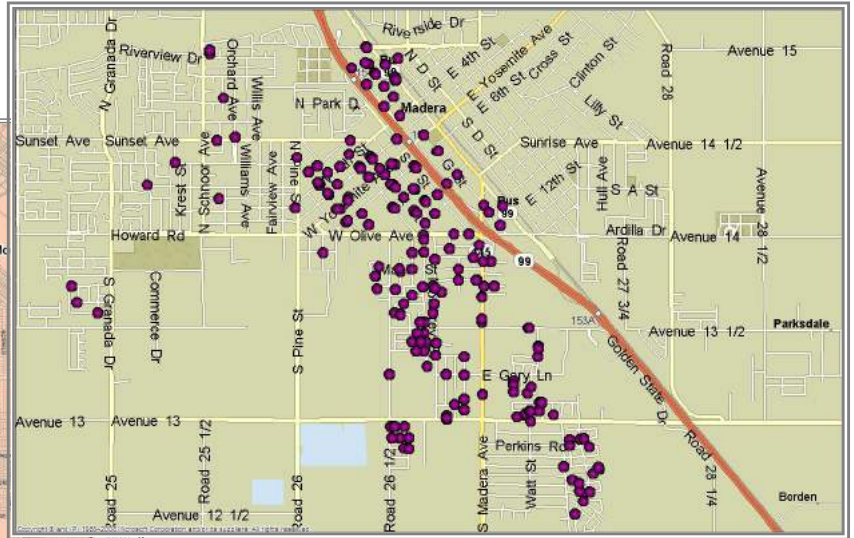 Riverside Dr
N Granada Dr
Riverview Dr
Orchard Ave
Willis Ave
N D St
E 4th St
E Yosemite Ave
E 6th St
Cross St
Clinton St
Lilly St
Road 28
Avenue 15
99
N Park D
Madera
S D St
Sunset Ave
Sunset Ave
Sunrise Ave
Avenue 14 1/2
Krest St
N Schnoor Ave
Williams Ave
Fairview Ave
G St
E 12th St
Hull Ave
S A St
Avenue 28 1/2
W Yosemite
99
Howard Rd
W Olive Ave
Ardilla Dr
Avenue 14
99
Road 27 3/4
S Granada Dr
Commerce Dr
S Pine St
153A
Avenue 13 1/2
Parksdale
Golden State Dr
E Gary Ln
Avenue 13
Avenue 13
Road 25
Road 25 1/2
Road 26
Road 26 1/2
S Madera Ave
Perkins Rd
Watt St
Road 28 1/4
Borden
Avenue 12 1/2